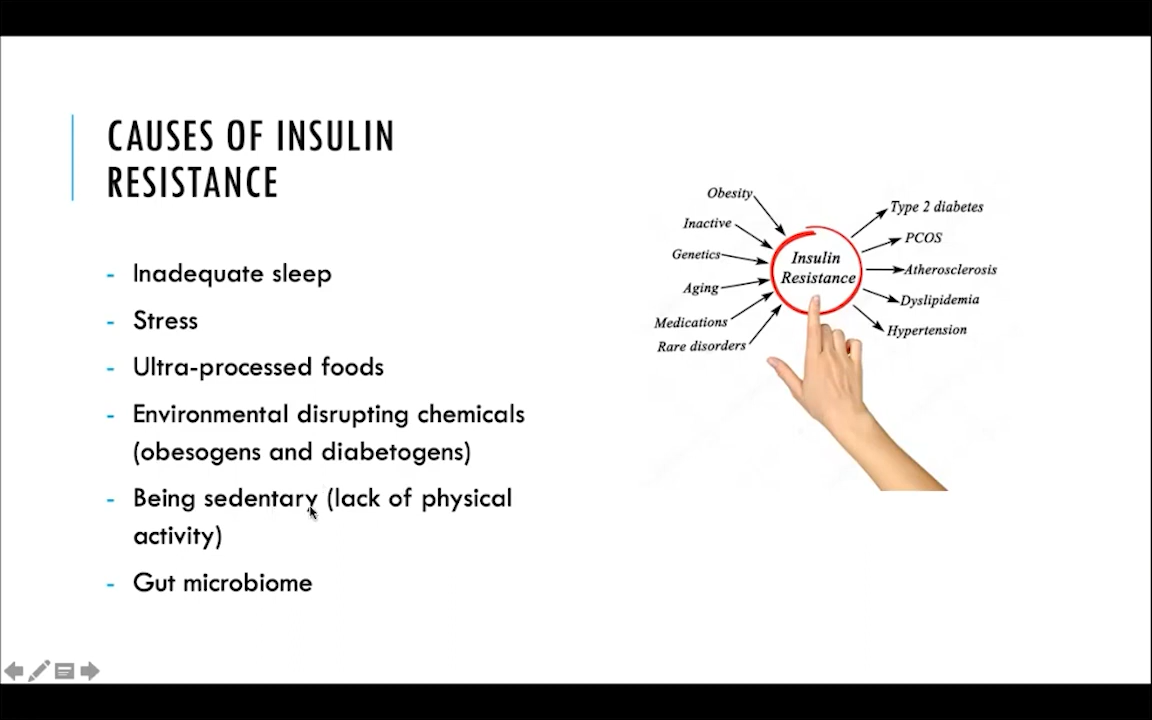 CAUSES OF INSULIN
RESISTANCE
- Inadequate sleep
- Stress
- Ultra-processed foods
- Environmental disrupting chemicals
(obesogens and diabetogens)
- Being sedentary (lack of physical
activity)
- Gut microbiome
Obesity
Inactive
Genetics
Aging
Medications
Rare disorders
Insulin
Resistance
Type 2 diabetes
PCOS
Atherosclerosis
Dyslipidemia
Hypertension